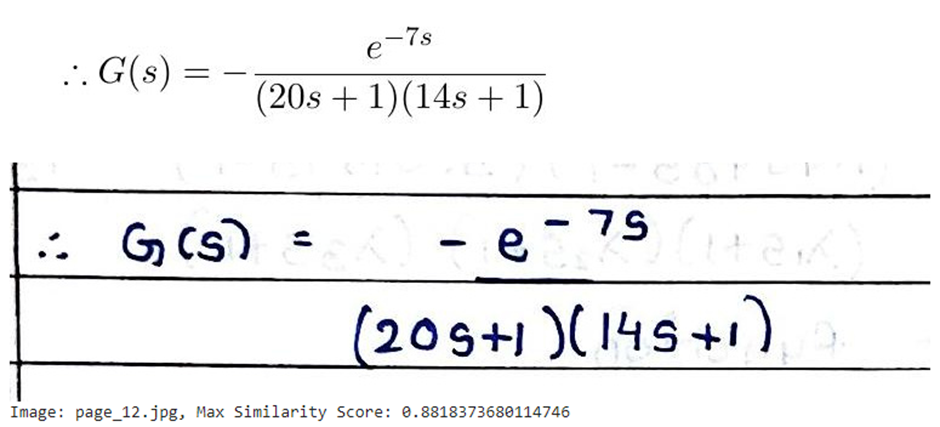 ∴ G(s) = − e^{-7s} / (20s + 1)(14s + 1)
∴ G(s) = - e^{-7s}
(20s+1)(14s+1)
Image: page_12.jpg, Max Similarity Score: 0.8818373680114746